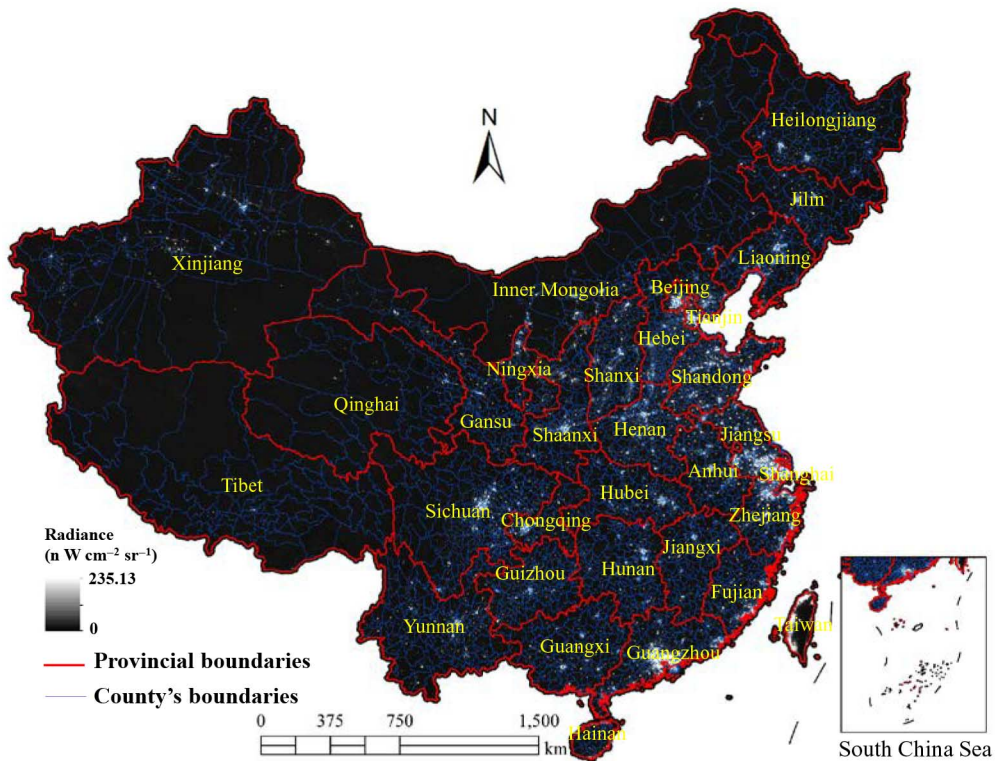 N
Heilongjiang
Jilin
Liaoning
Xinjiang
Inner Mongolia
Beijing
Tianjin
Hebei
Ningxia
Shanxi
Shandong
Qinghai
Gansu
Shaanxi
Henan
Jiangsu
Anhui
Shanghai
Tibet
Hubei
Sichuan
Chongqing
Zhejiang
Jiangxi
Guizhou
Hunan
Fujian
Yunnan
Taiwan
Guangxi
Guangzhou
Hainan
Radiance
(n W cm⁻² sr⁻¹)
235.13
0
Provincial boundaries
County's boundaries
0 375 750 1,500
km
South China Sea